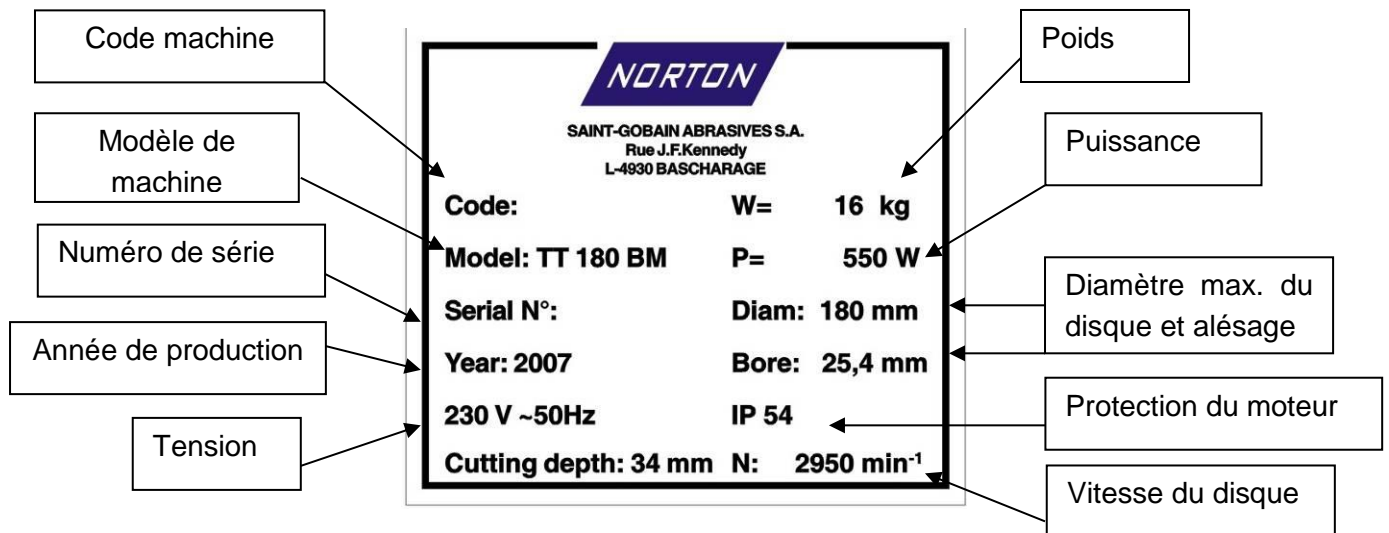 Code machine
Modèle de
machine
Numéro de série
Année de production
Tension
NORTON
SAINT-GOBAIN ABRASIVES S.A.
Rue J.F.Kennedy
L-4930 BASCHARAGE
Code: W= 16 kg
Model: TT 180 BM P= 550 W
Serial N°: Diam: 180 mm
Year: 2007 Bore: 25,4 mm
230 V ~50Hz IP 54
Cutting depth: 34 mm N: 2950 min⁻¹
Poids
Puissance
Diamètre max. du
disque et alésage
Protection du moteur
Vitesse du disque